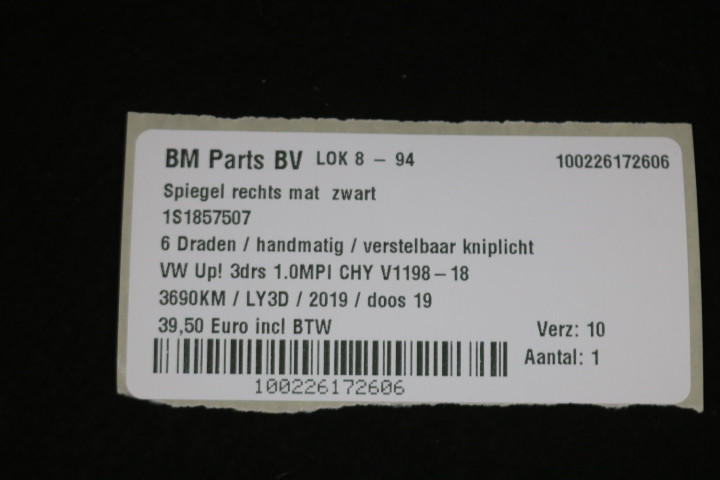 BM Parts BV LOK 8 - 94 100226172606
Spiegel rechts mat zwart
1S1857507
6 Draden / handmatig / verstelbaar kniplicht
VW Up! 3drs 1.0MPI CHY V1198-18
3690KM / LY3D / 2019 / doos 19
39,50 Euro incl BTW Verz: 10
Aantal: 1
100226172606